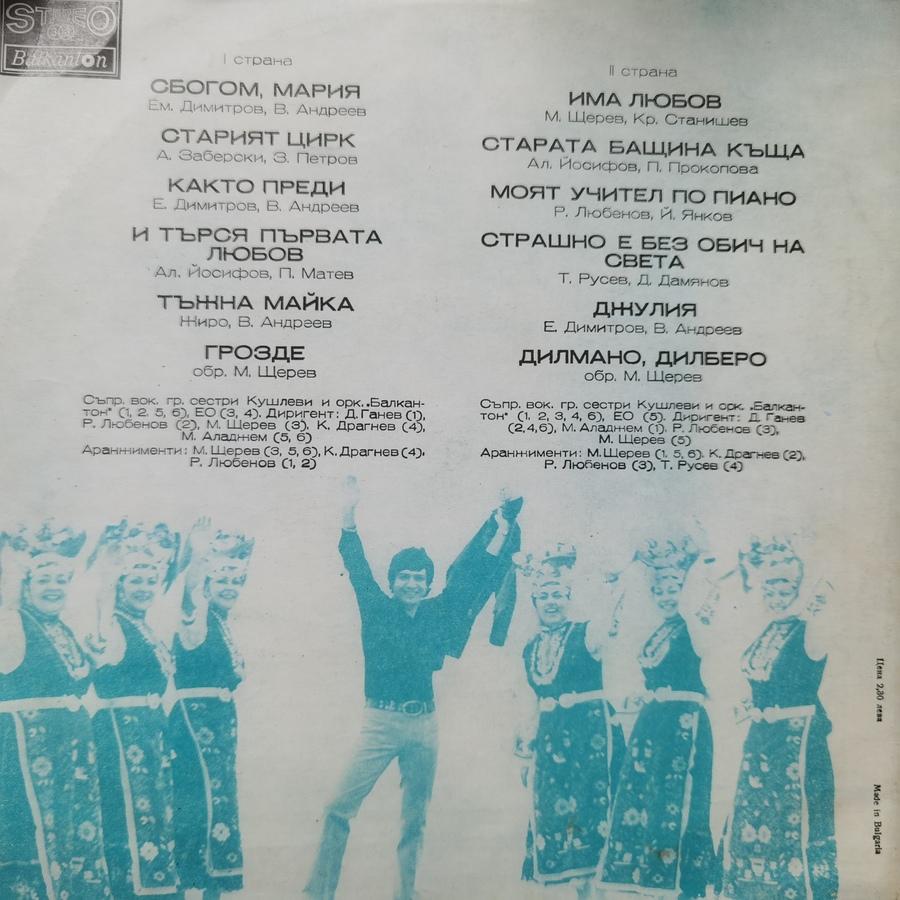 STEREO
Balkanton
I страна
СБОГОМ, МАРИЯ
Ем. Димитров, В. Андреев
СТАРИЯТ ЦИРК
А. Заберски, З. Петров
КАКТО ПРЕДИ
Е. Димитров, В. Андреев
И ТЪРСЯ ПЪРВАТА
ЛЮБОВ
Ал. Йосифов, П. Матев
ТЪЖНА МАЙКА
Жиро, В. Андреев
ГРОЗДЕ
обр. М. Щерев
Съпр. вок. гр. сестри Кушлеви и орк. „Балкан-
тон" (1, 2. 5, 6), ЕО (3, 4). Диригент: Д. Ганев (1),
Р. Любенов (2), М. Щерев (3). К. Драгнев (4),
М. Аладжем (5, 6)
Аранжименти: М. Щерев (3, 5, 6), К. Драгнев (4),
Р. Любенов (1, 2)
II страна
ИМА ЛЮБОВ
М. Щерев, Кр. Станишев
СТАРАТА БАЩИНА КЪЩА
Ал. Йосифов, П. Прокопова
МОЯТ УЧИТЕЛ ПО ПИАНО
Р. Любенов, Й. Янков
СТРАШНО Е БЕЗ ОБИЧ НА
СВЕТА
Т. Русев, Д. Дамянов
ДЖУЛИЯ
Е. Димитров, В. Андреев
ДИЛМАНО, ДИЛБЕРО
обр. М. Щерев
Съпр. вок. гр. сестри Кушлеви и орк. „Балкан-
тон" (1, 2, 3, 4, 6), ЕО (5). Диригент: Д. Ганев
(2,4,6), М. Аладжем (1). Р. Любенов (3),
М. Щерев (5)
Аранжименти: М. Щерев (1, 5, 6). К. Драгнев (2),
Р. Любенов (3), Т. Русев (4)
Цена 2,30 лева
Made in Bulgaria